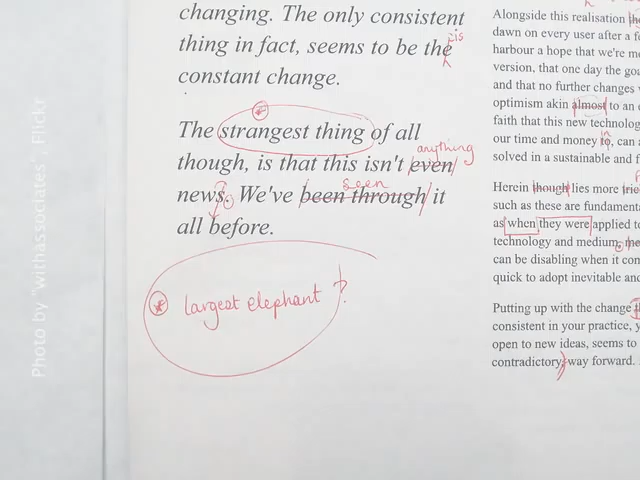 changing. The only consistent
is
thing in fact, seems to be the
constant change.
The strangest thing of all
anything
though, is that this isn't even
seen
news. We've been through it
all before.
largest elephant ?
Alongside this realisation
dawn on every user after a
harbour a hope that we're
version, that one day the
and that no further changes
optimism akin almost to an
faith that this new
in
our time and money to, can
solved in a sustainable and
Herein though lies more
such as these are
as when they were applied
technology and medium,
can be disabling when it
quick to adopt inevitable
Putting up with the change
consistent in your practice,
open to new ideas, seems to
contradictory, way forward.
Photo by 'withassociates', Flickr